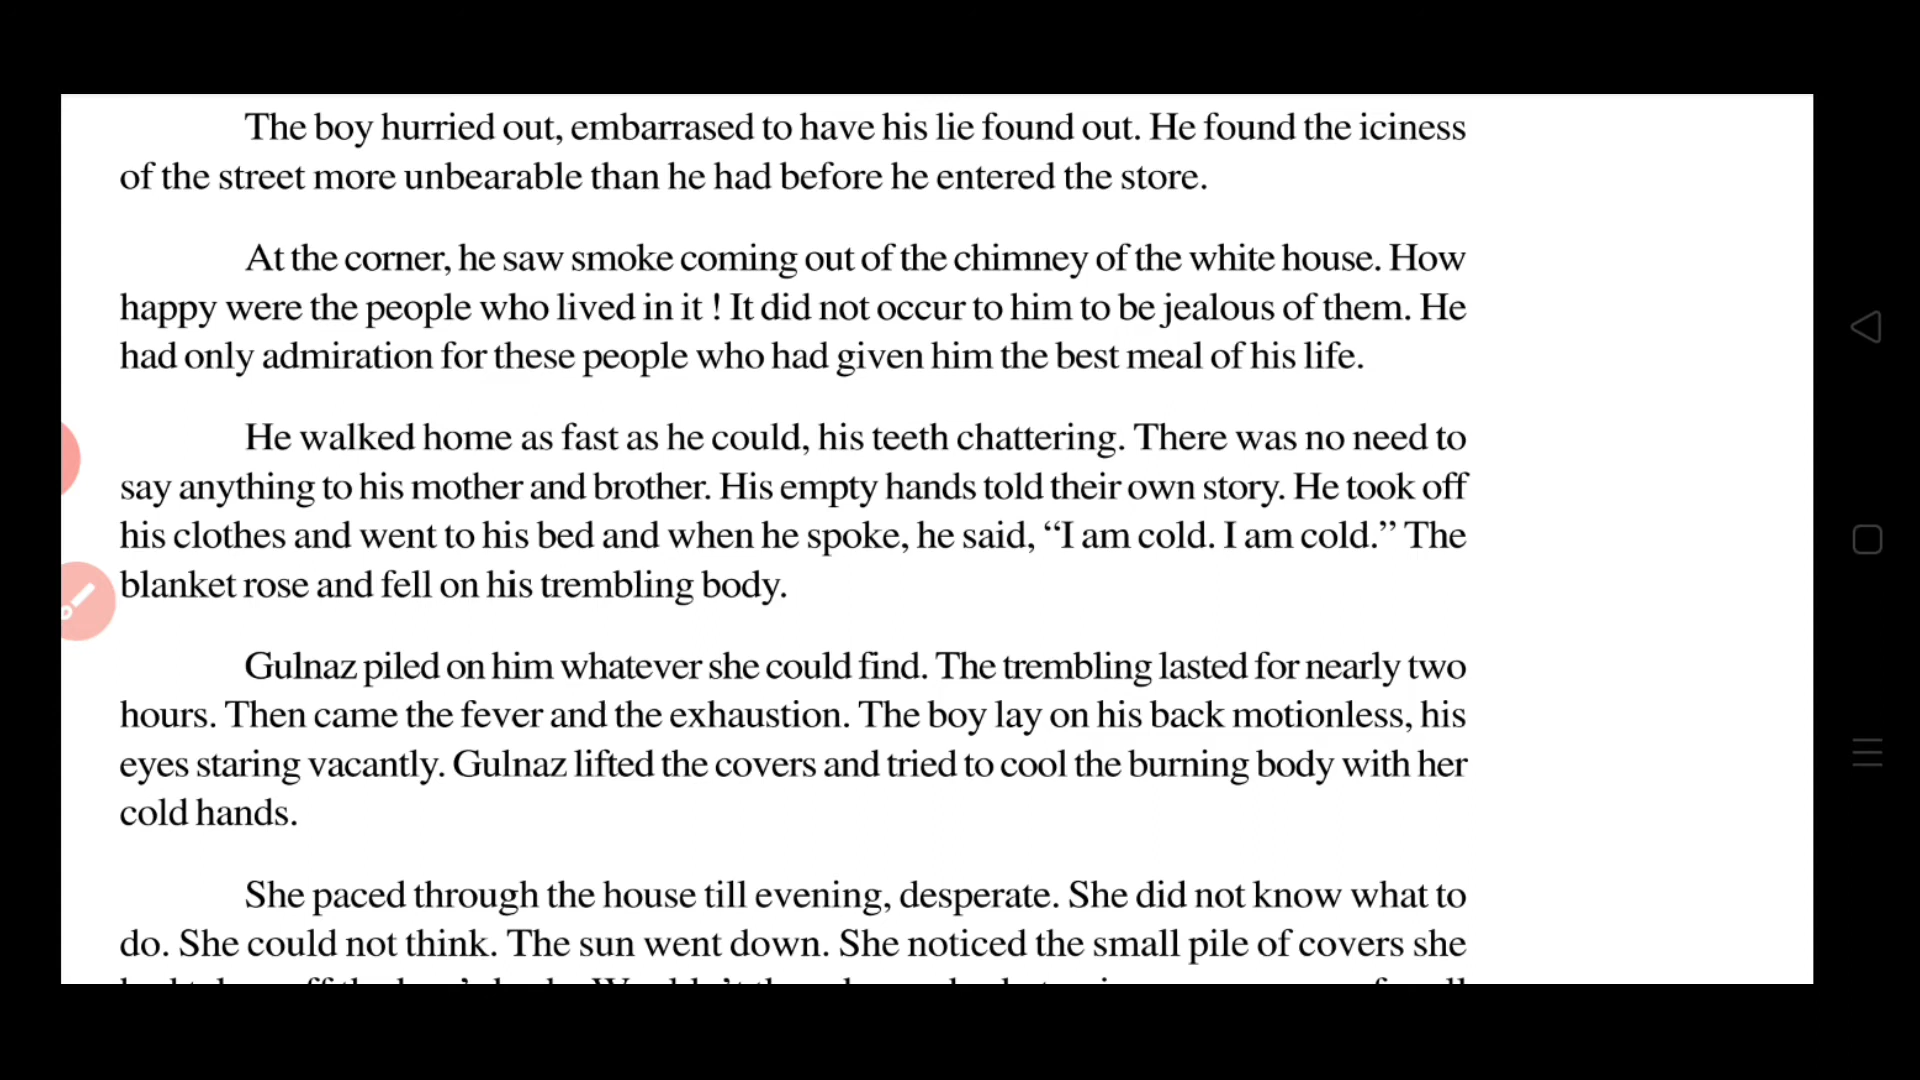 The boy hurried out, embarrased to have his lie found out. He found the iciness
of the street more unbearable than he had before he entered the store.
At the corner, he saw smoke coming out of the chimney of the white house. How
happy were the people who lived in it ! It did not occur to him to be jealous of them. He
had only admiration for these people who had given him the best meal of his life.
He walked home as fast as he could, his teeth chattering. There was no need to
say anything to his mother and brother. His empty hands told their own story. He took off
his clothes and went to his bed and when he spoke, he said, “I am cold. I am cold.” The
blanket rose and fell on his trembling body.
Gulnaz piled on him whatever she could find. The trembling lasted for nearly two
hours. Then came the fever and the exhaustion. The boy lay on his back motionless, his
eyes staring vacantly. Gulnaz lifted the covers and tried to cool the burning body with her
cold hands.
She paced through the house till evening, desperate. She did not know what to
do. She could not think. The sun went down. She noticed the small pile of covers she